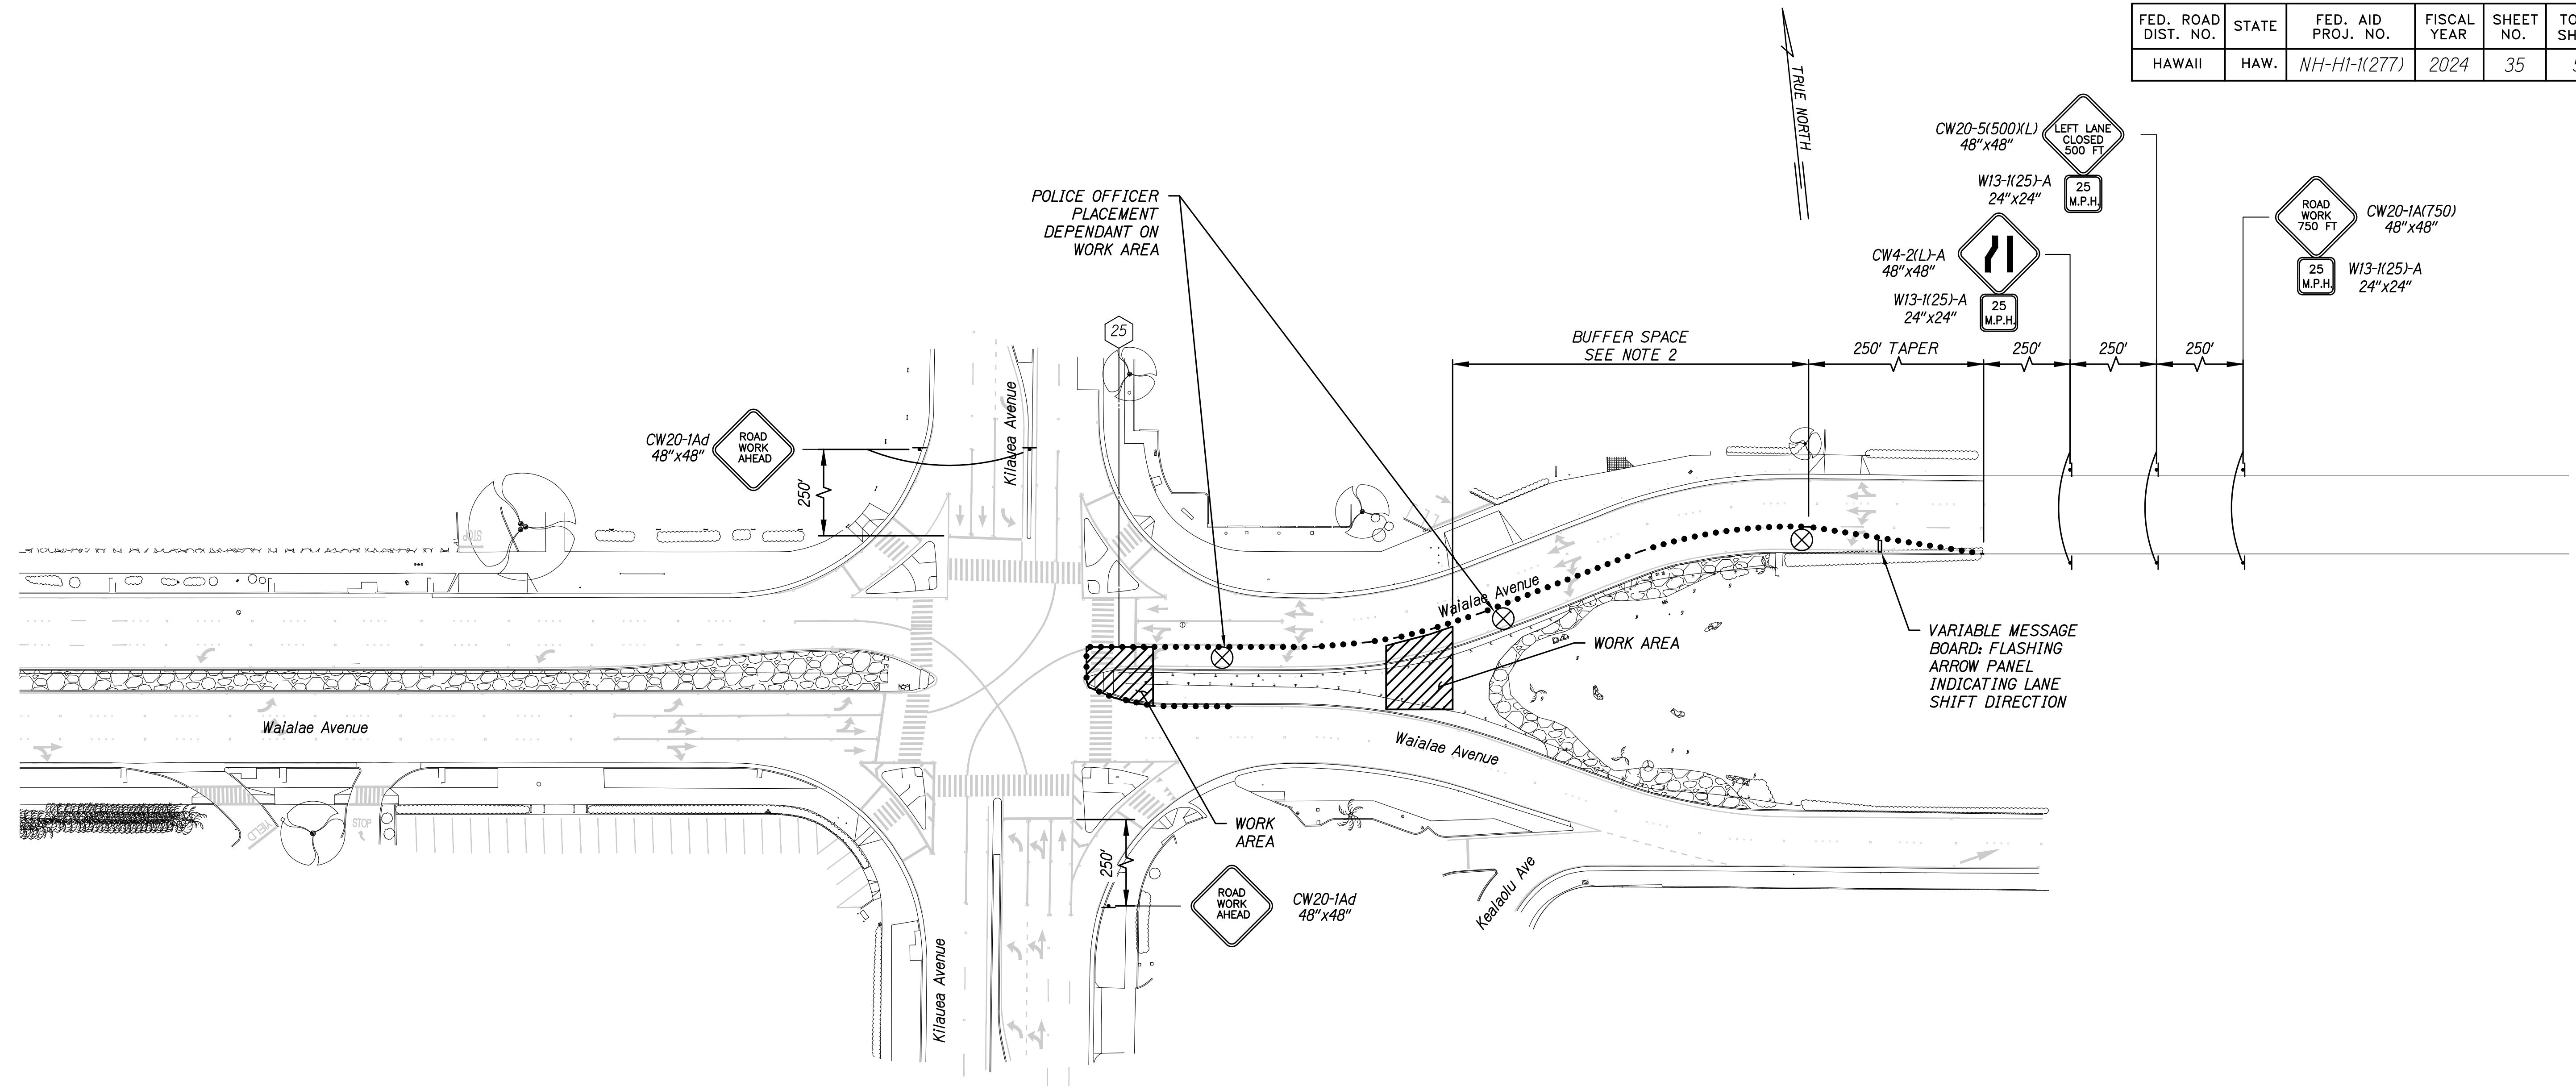 FED. ROAD DIST. NO.
STATE
FED. AID PROJ. NO.
FISCAL YEAR
SHEET NO.
HAWAII
HAW.
NH-H1-1(277)
2024
35
TRUE NORTH
CW20-5(500)(L)
48"x48"
LEFT LANE
CLOSED
500 FT
W13-1(25)-A
24"x24"
25
M.P.H.
ROAD
WORK
750 FT
CW20-1A(750)
48"x48"
25
M.P.H.
W13-1(25)-A
24"x24"
CW4-2(L)-A
48"x48"
W13-1(25)-A
24"x24"
25
M.P.H.
POLICE OFFICER
PLACEMENT
DEPENDANT ON
WORK AREA
25
BUFFER SPACE
SEE NOTE 2
250' TAPER
250'
250'
250'
CW20-1Ad
48"x48"
ROAD
WORK
AHEAD
250'
Kilauea Avenue
STOP
Waialae Avenue
WORK AREA
VARIABLE MESSAGE
BOARD: FLASHING
ARROW PANEL
INDICATING LANE
SHIFT DIRECTION
Waialae Avenue
Waialae Avenue
YIELD
STOP
WORK
AREA
250'
ROAD
WORK
AHEAD
CW20-1Ad
48"x48"
Kealaolu Ave
Kilauea Avenue